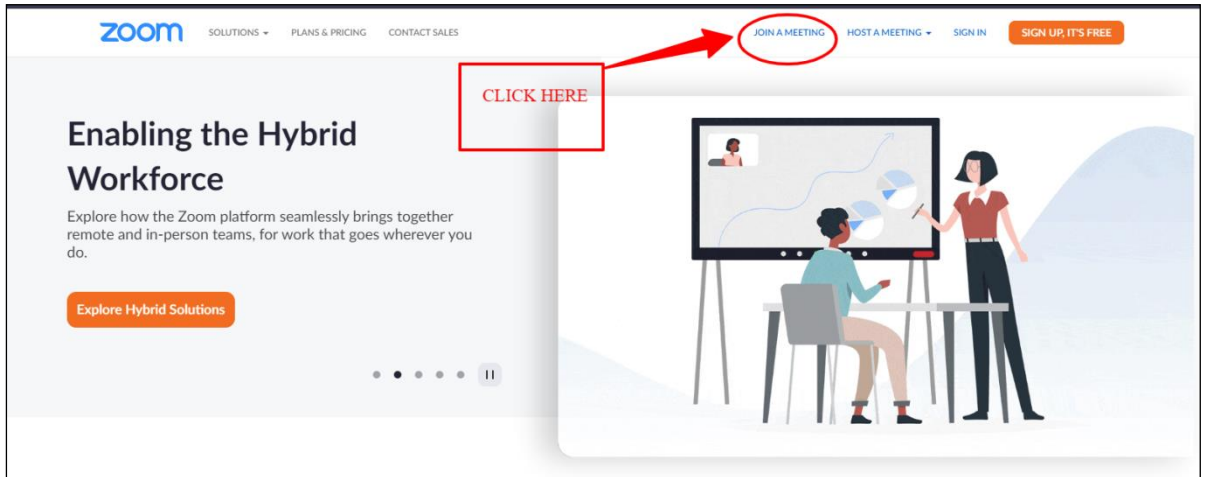 zoom SOLUTIONS PLANS & PRICING CONTACT SALES JOIN A MEETING HOST A MEETING SIGN IN SIGN UP, IT'S FREE
CLICK HERE
Enabling the Hybrid
Workforce
Explore how the Zoom platform seamlessly brings together
remote and in-person teams, for work that goes wherever you
do.
Explore Hybrid Solutions